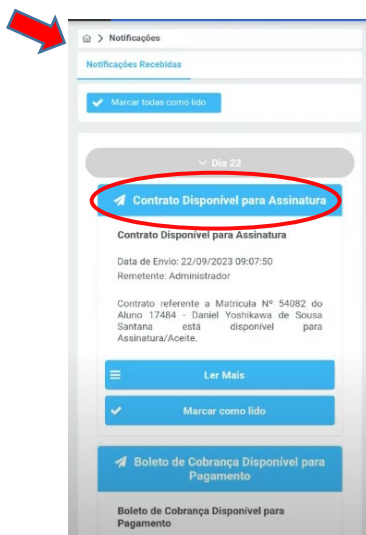 > Notificações
Notificações Recebidas
Marcar todas como lido
Dia 22
Contrato Disponível para Assinatura
Contrato Disponível para Assinatura
Data de Envio: 22/09/2023 09:07:50
Remetente: Administrador
Contrato referente a Matrícula Nº 54082 do
Aluno 17484 - Daniel Yoshikawa de Sousa
Santana está disponível para
Assinatura/Aceite.
Ler Mais
Marcar como lido
Boleto de Cobrança Disponível para
Pagamento
Boleto de Cobrança Disponível para
Pagamento